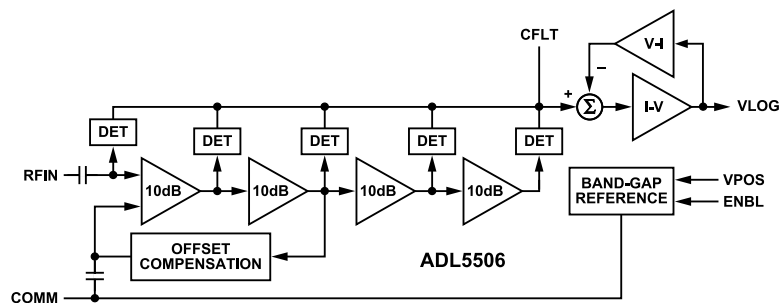 CFLT
V-I
–
+
Σ
I-V
VLOG
DET
DET
DET
DET
DET
RFIN
10dB
10dB
10dB
10dB
BAND-GAP
REFERENCE
VPOS
ENBL
OFFSET
COMPENSATION
ADL5506
COMM